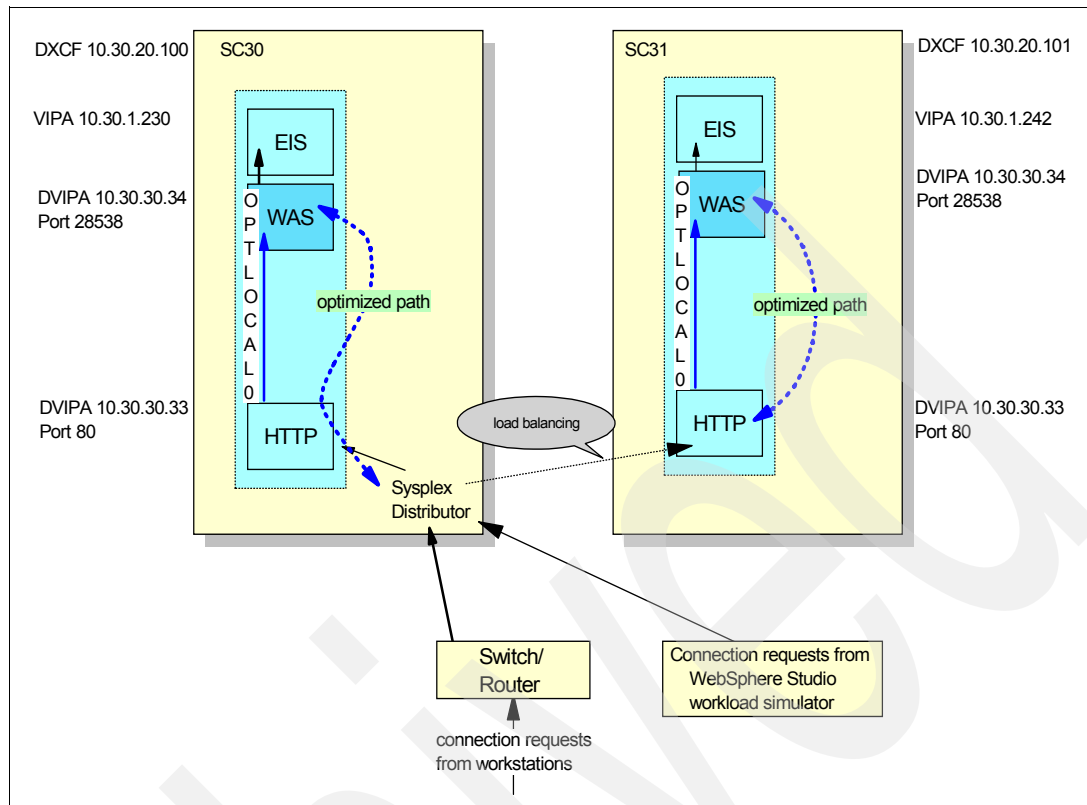 DXCF 10.30.20.100
SC30
SC31
DXCF 10.30.20.101
VIPA 10.30.1.230
EIS
EIS
VIPA 10.30.1.242
DVIPA 10.30.30.34
Port 28538
WAS
WAS
DVIPA 10.30.30.34
Port 28538
OPTLOCAL0
OPTLOCAL0
optimized path
optimized path
DVIPA 10.30.30.33
Port 80
HTTP
HTTP
DVIPA 10.30.30.33
Port 80
load balancing
Sysplex
Distributor
Switch/
Router
Connection requests from
WebSphere Studio
workload simulator
connection requests
from workstations